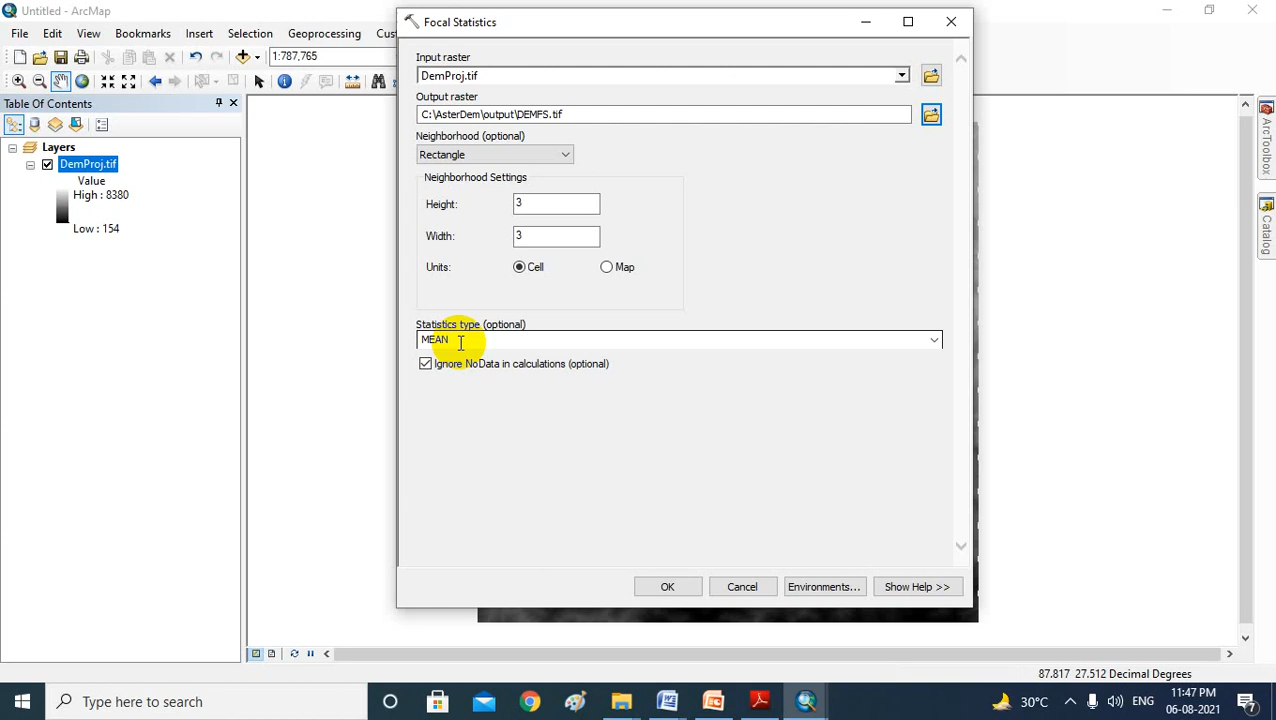 Untitled - ArcMap
File Edit View Bookmarks Insert Selection Geoprocessing Cus
1:787,765
Table Of Contents
Layers
DemProj.tif
Value
High : 8380
Low : 154
Focal Statistics
Input raster
DemProj.tif
Output raster
C:\AsterDem\output\DEMFS.tif
Neighborhood (optional)
Rectangle
Neighborhood Settings
Height: 3
Width: 3
Units: Cell Map
Statistics type (optional)
MEAN
Ignore NoData in calculations (optional)
OK Cancel Environments... Show Help >>
ArcToolbox
Catalog
87.817 27.512 Decimal Degrees
Type here to search
30°C ENG
11:47 PM
06-08-2021
7